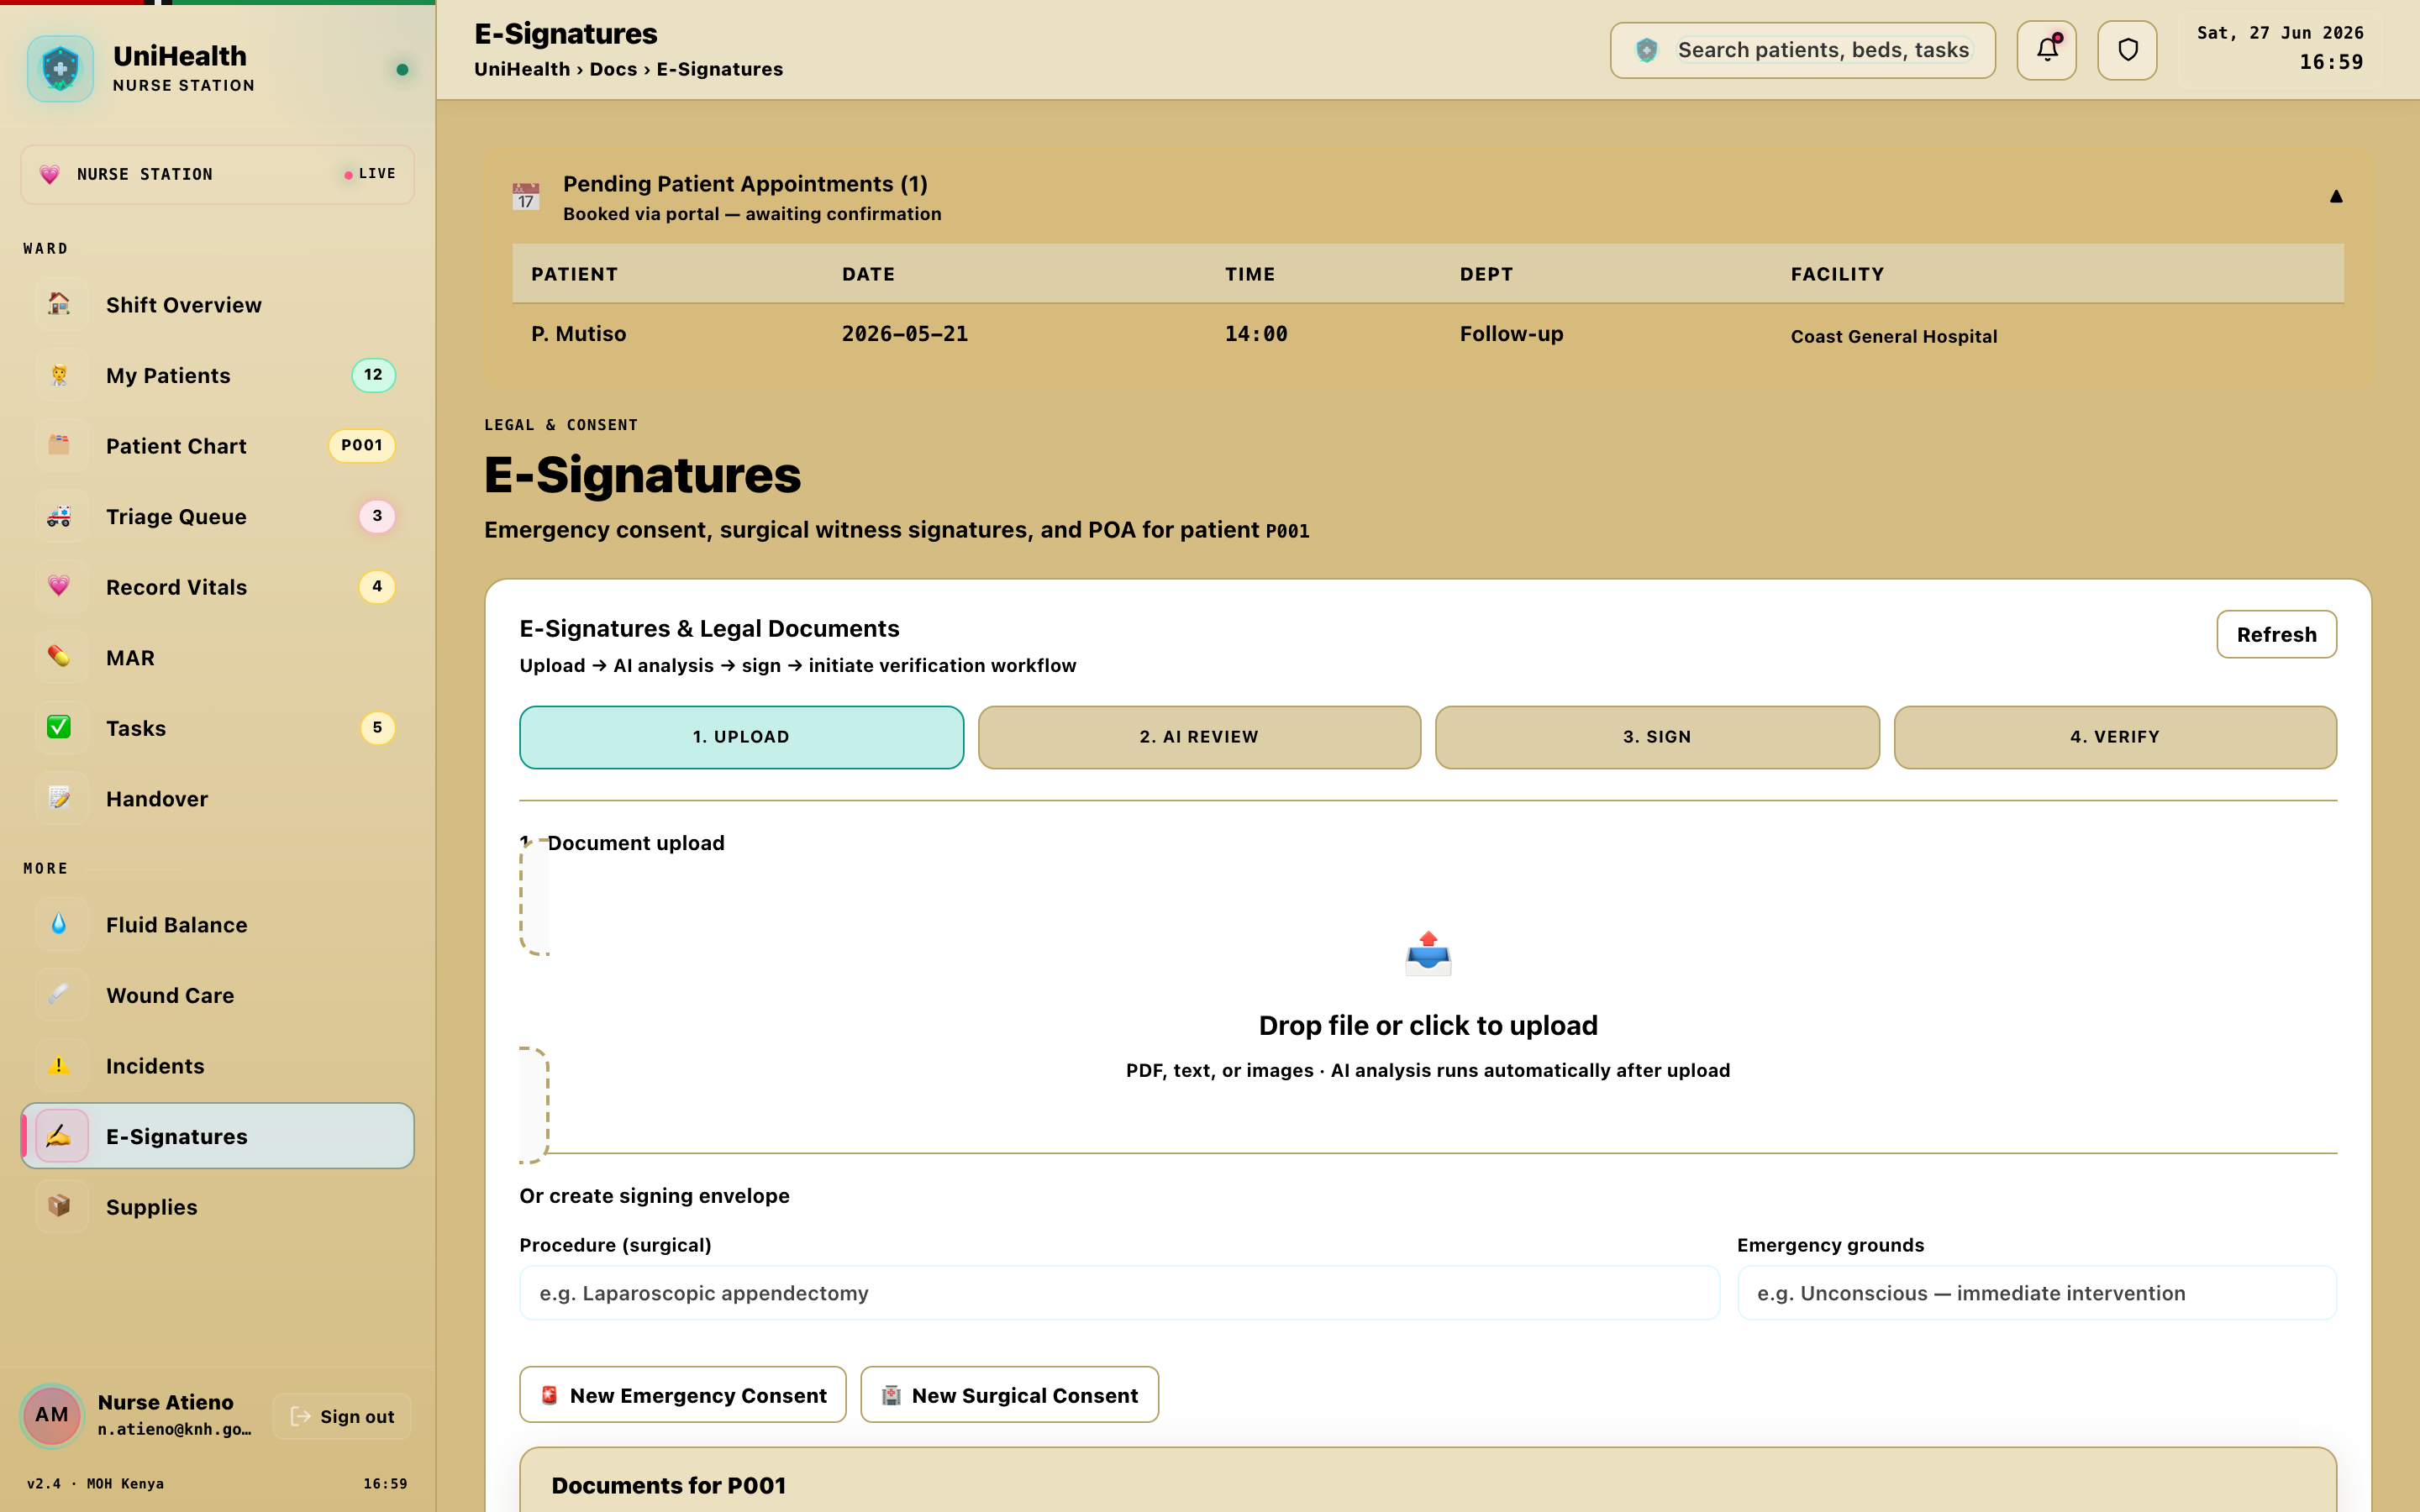 UniHealth
NURSE STATION
NURSE STATION
LIVE
WARD
Shift Overview
My Patients
12
Patient Chart
P001
Triage Queue
3
Record Vitals
4
MAR
Tasks
5
Handover
MORE
Fluid Balance
Wound Care
Incidents
E-Signatures
Supplies
AM
Nurse Atieno
n.atieno@knh.go…
Sign out
v2.4 · MOH Kenya
16:59
E-Signatures
UniHealth › Docs › E-Signatures
Search patients, beds, tasks
Sat, 27 Jun 2026
16:59
17
Pending Patient Appointments (1)
Booked via portal — awaiting confirmation
▲
PATIENT DATE TIME DEPT FACILITY
P. Mutiso 2026-05-21 14:00 Follow-up Coast General Hospital
LEGAL & CONSENT
E-Signatures
Emergency consent, surgical witness signatures, and POA for patient P001
E-Signatures & Legal Documents
Refresh
Upload → AI analysis → sign → initiate verification workflow
1. UPLOAD
2. AI REVIEW
3. SIGN
4. VERIFY
Document upload
Drop file or click to upload
PDF, text, or images · AI analysis runs automatically after upload
Or create signing envelope
Procedure (surgical)
e.g. Laparoscopic appendectomy
Emergency grounds
e.g. Unconscious — immediate intervention
New Emergency Consent
New Surgical Consent
Documents for P001